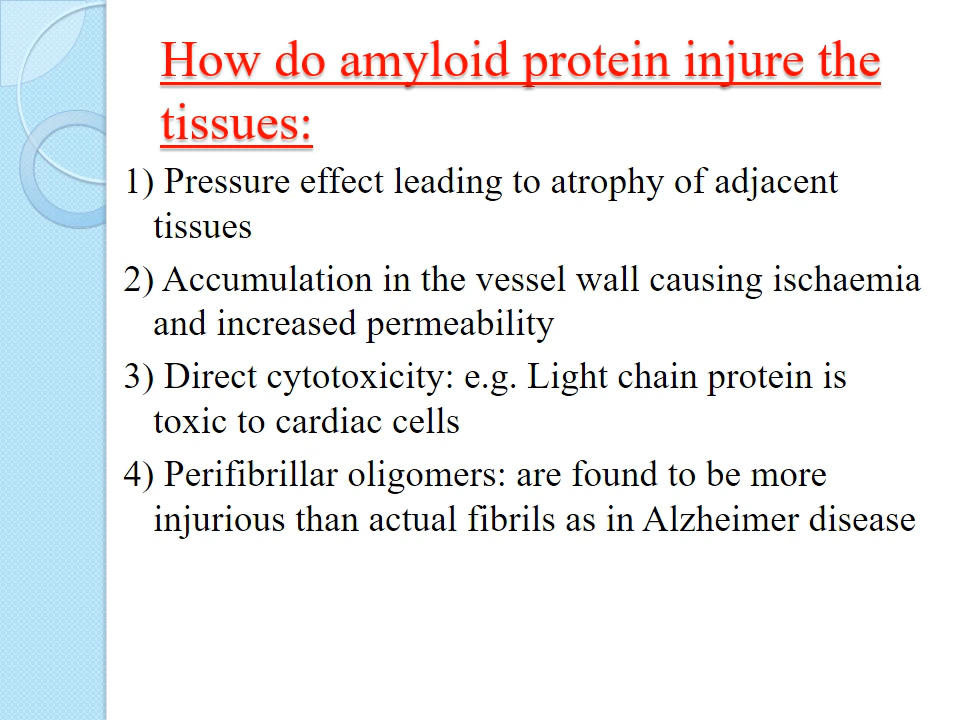 How do amyloid protein injure the
tissues:
1) Pressure effect leading to atrophy of adjacent
tissues
2) Accumulation in the vessel wall causing ischaemia
and increased permeability
3) Direct cytotoxicity: e.g. Light chain protein is
toxic to cardiac cells
4) Perifibrillar oligomers: are found to be more
injurious than actual fibrils as in Alzheimer disease